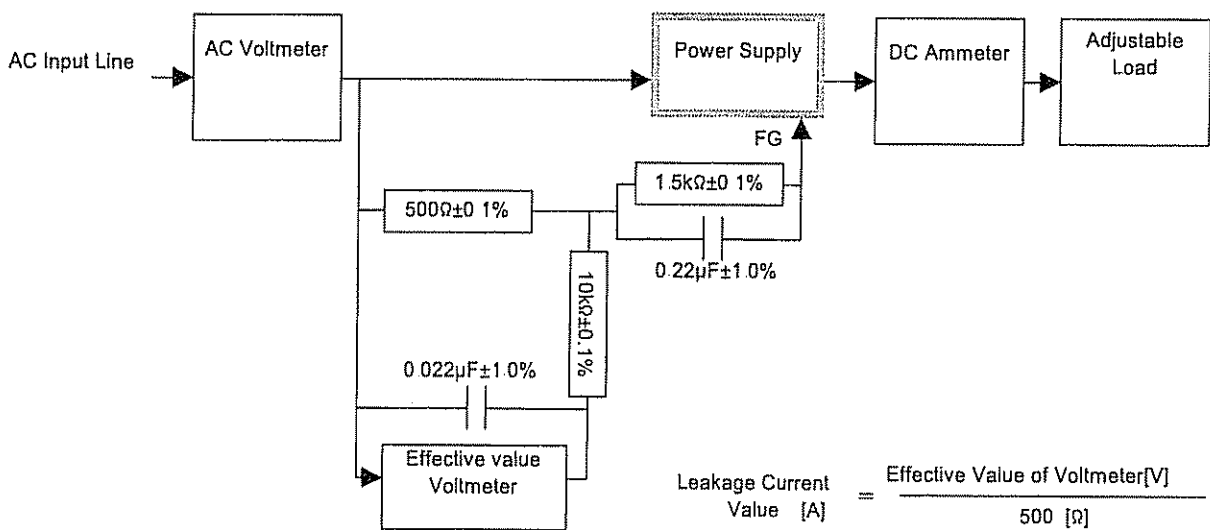 AC Input Line
AC Voltmeter
Power Supply
DC Ammeter
Adjustable
Load
FG
500Ω±0 1%
1.5kΩ±0 1%
0.22µF±1.0%
10kΩ±0.1%
0.022µF±1.0%
Effective value
Voltmeter
Leakage Current
Value [A]
=
Effective Value of Voltmeter[V]
500 [Ω]